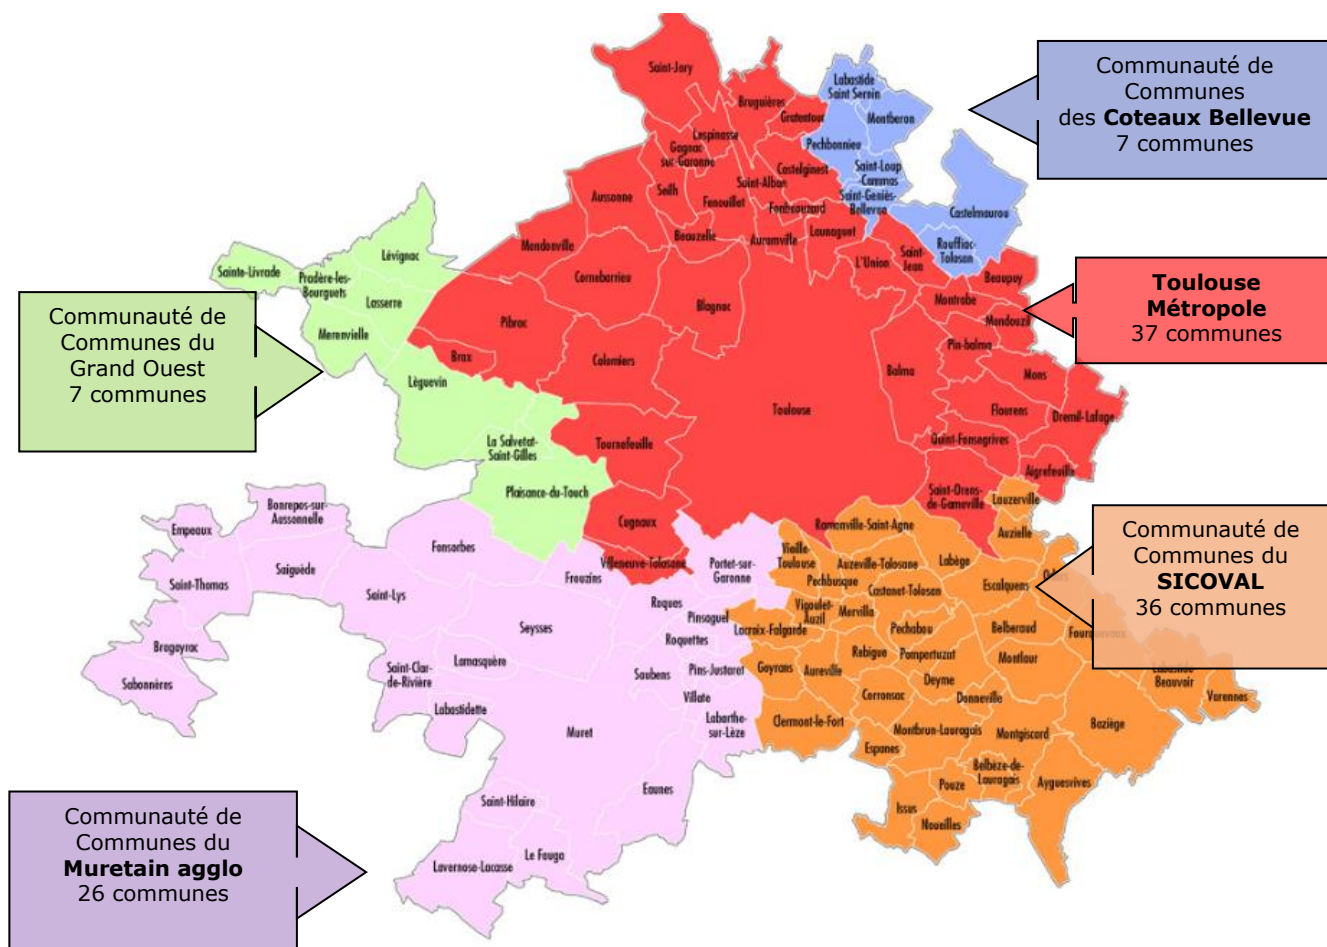 Communauté de
Communes
des Coteaux Bellevue
7 communes
Toulouse
Métropole
37 communes
Communauté de
Communes du
Grand Ouest
7 communes
Communauté de
Communes du
SICOVAL
36 communes
Communauté de
Communes du
Muretain agglo
26 communes
Saint-Jory
Bruguières
Gratentour
Lespinasse
Gagnac
sur-Garonne
Castelginest
Saint-Alban
Aussonne
Seilh
Fenouillet
Fonbeauzard
Launaguet
Mondonville
Beauzelle
Aucamville
L'Union
Saint
Jean
Beaupuy
Cornebarrieu
Blagnac
Montrabe
Mondouzil
Pibrac
Pin-balma
Brax
Colomiers
Balma
Mons
Toulouse
Flourens
Dremil-Lafage
Tournefeuille
Quint-Fonsegrives
Aigrefeuille
Saint-Orens
de-Gameville
Cugnaux
Villeneuve-Tolosane
Labastide
Saint Sernin
Montberon
Pechbonnieu
Saint-Loup
-Cammas
Saint-Geniès-
Bellevue
Castelmaurou
Rouffiac-
Tolosan
Sainte-Livrade
Pradère-les-
Bourguets
Lévignac
Lasserre
Merenvielle
Lèguevin
La Salvetat-
Saint-Gilles
Plaisance-du-Touch
Bonrepos-sur-
Aussonnelle
Empeaux
Fonsorbes
Saiguède
Saint-Thomas
Saint-Lys
Frouzins
Portet-sur-
Garonne
Roques
Pinsaguel
Seysses
Roquettes
Bragayrac
Sabonnères
Saint-Clar-
de-Rivière
Lamasquère
Saubens
Pins-Justaret
Labastidette
Villate
Muret
Labarthe-
sur-Lèze
Saint-Hilaire
Eaunes
Lavernose-Lacasse
Le Fauga
Lauzerville
Auzielle
Ramonville-Saint-Agne
Vieille-
Toulouse
Auzeville-Tolosane
Labège
Pechbusque
Castanet-Tolosan
Escalquens
Vigoulet-
Auzil
Mervilla
Lacroix-Falgarde
Pechabou
Belberaud
Goyrans
Aureville
Rebigue
Pompertuzat
Montlaur
Deyme
Corronsac
Donneville
Beauvoir
Varennes
Clermont-le-Fort
Montbrun-Lauragais
Montgiscard
Baziège
Espanes
Belbèze-de-
Lauragais
Pouze
Ayguesvives
Issus
Noueilles